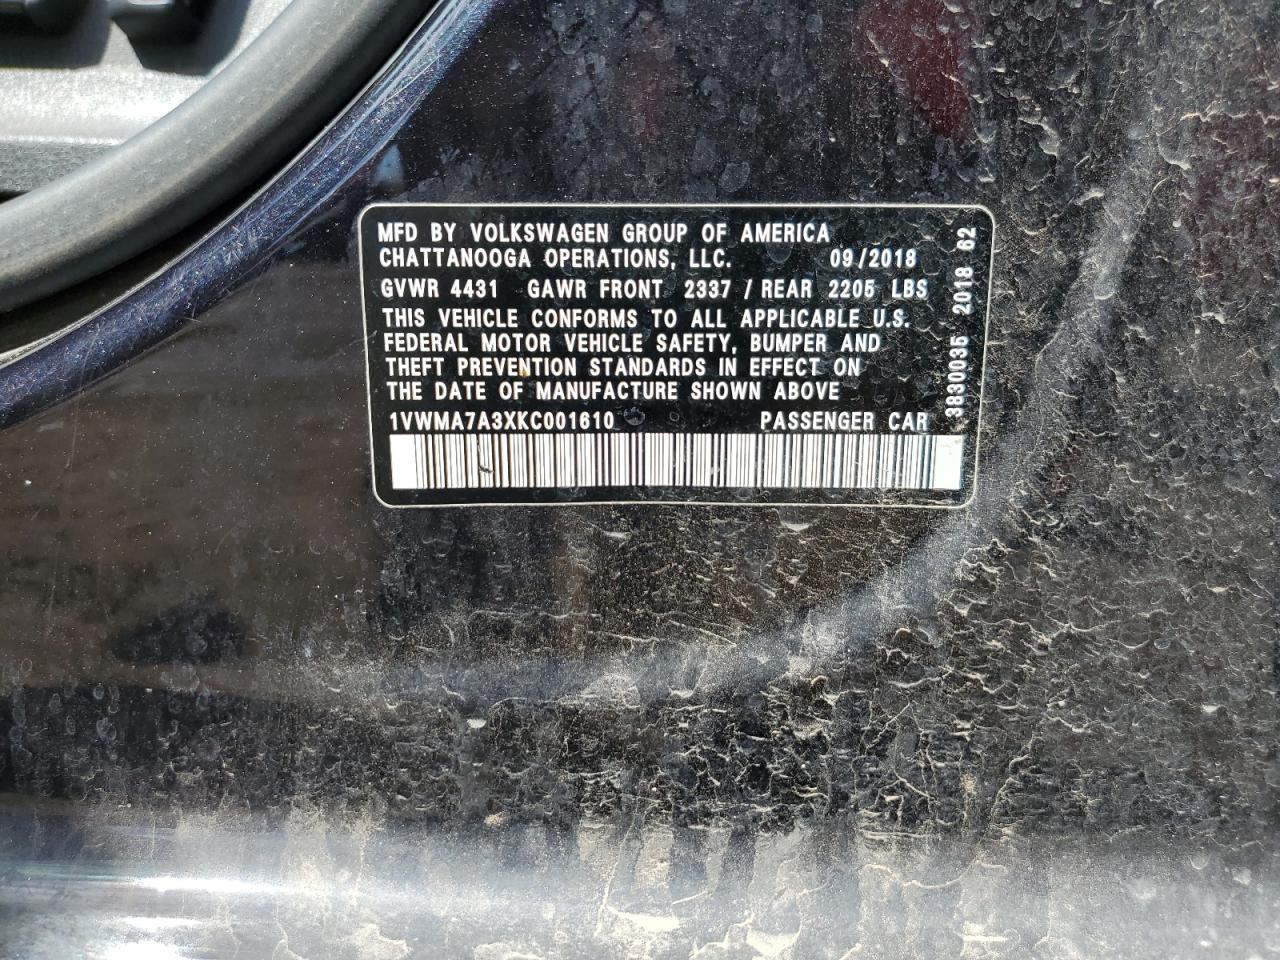 MFD BY VOLKSWAGEN GROUP OF AMERICA
CHATTANOOGA OPERATIONS, LLC. 09/2018
GVWR 4431 GAWR FRONT 2337 / REAR 2205 LBS
THIS VEHICLE CONFORMS TO ALL APPLICABLE U.S.
FEDERAL MOTOR VEHICLE SAFETY, BUMPER AND
THEFT PREVENTION STANDARDS IN EFFECT ON
THE DATE OF MANUFACTURE SHOWN ABOVE
1VWMA7A3XKC001610 PASSENGER CAR
3830035 2018 62